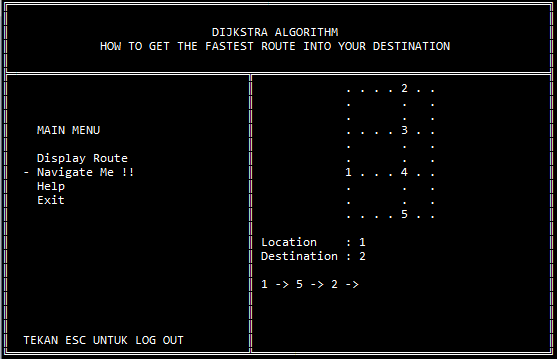 DIJKSTRA ALGORITHM
HOW TO GET THE FASTEST ROUTE INTO YOUR DESTINATION
MAIN MENU
Display Route
- Navigate Me !!
Help
Exit
TEKAN ESC UNTUK LOG OUT
. . . . 2 . .
.       .   .
.       .   .
. . . . 3 . .
.       .   .
.       .   .
1 . . . 4 . .
.       .   .
.       .   .
. . . . 5 . .
Location    : 1
Destination : 2
1 -> 5 -> 2 ->